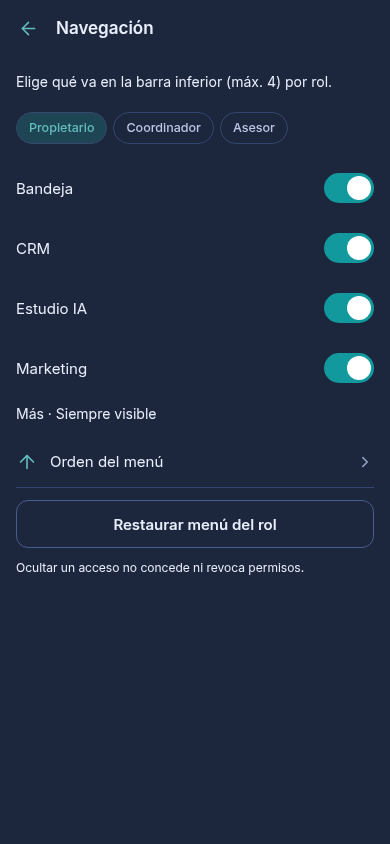 Navegación
Elige qué va en la barra inferior (máx. 4) por rol.
Propietario
Coordinador
Asesor
Bandeja
CRM
Estudio IA
Marketing
Más · Siempre visible
Orden del menú
Restaurar menú del rol
Ocultar un acceso no concede ni revoca permisos.